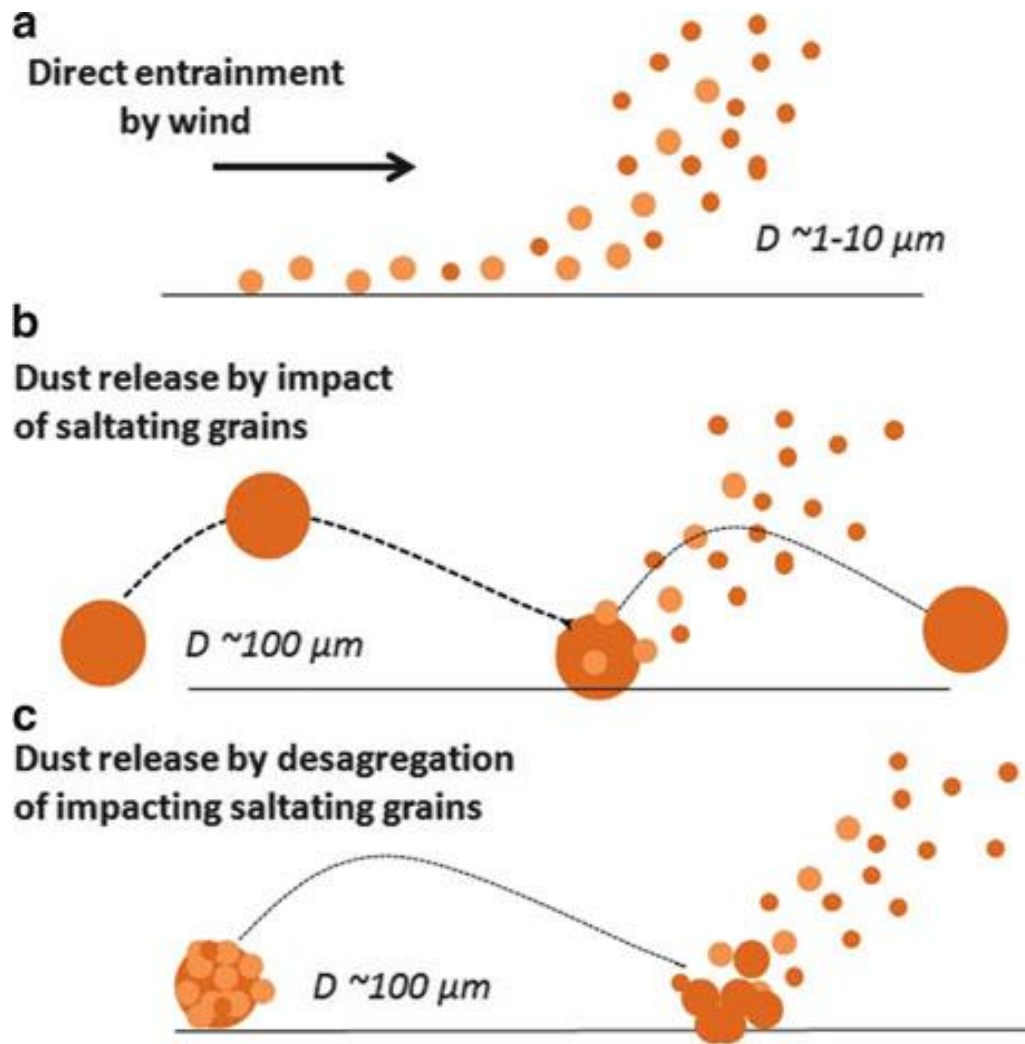 a
Direct entrainment
by wind
D ~1-10 µm
b
Dust release by impact
of saltating grains
D ~100 µm
c
Dust release by desagregation
of impacting saltating grains
D ~100 µm